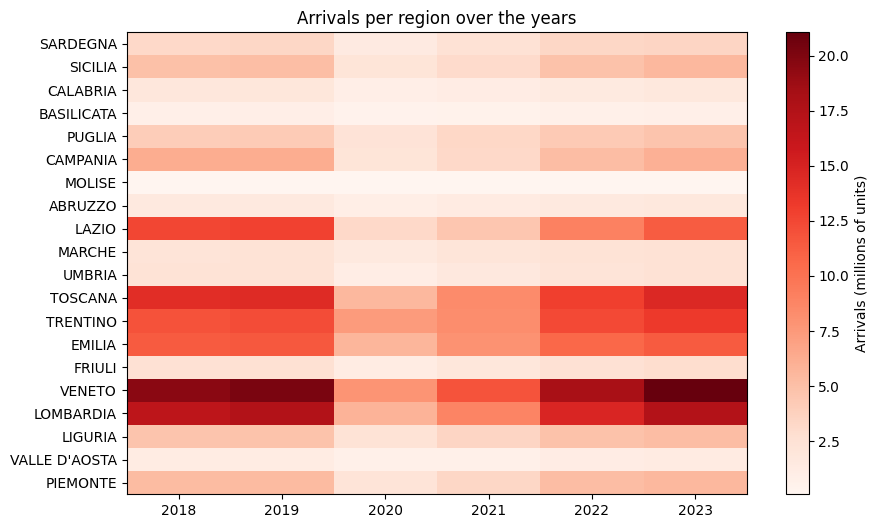 Arrivals per region over the years
SARDEGNA
SICILIA
CALABRIA
BASILICATA
PUGLIA
CAMPANIA
MOLISE
ABRUZZO
LAZIO
MARCHE
UMBRIA
TOSCANA
TRENTINO
EMILIA
FRIULI
VENETO
LOMBARDIA
LIGURIA
VALLE D'AOSTA
PIEMONTE
2018 2019 2020 2021 2022 2023
20.0
17.5
15.0
12.5
10.0
7.5
5.0
2.5
Arrivals (millions of units)